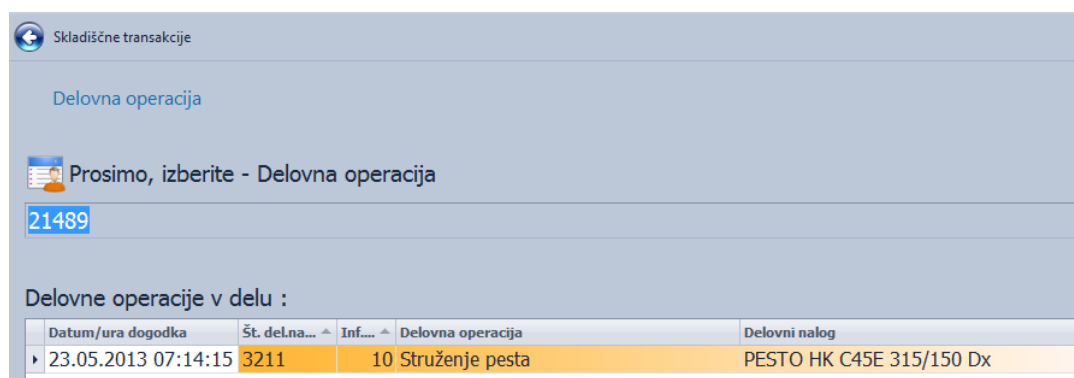 Skladiščne transakcije
Delovna operacija
Prosimo, izberite - Delovna operacija
21489
Delovne operacije v delu :
Datum/ura dogodka Št. del.na... Inf.... Delovna operacija Delovni nalog
23.05.2013 07:14:15 3211 10 Struženje pesta PESTO HK C45E 315/150 Dx